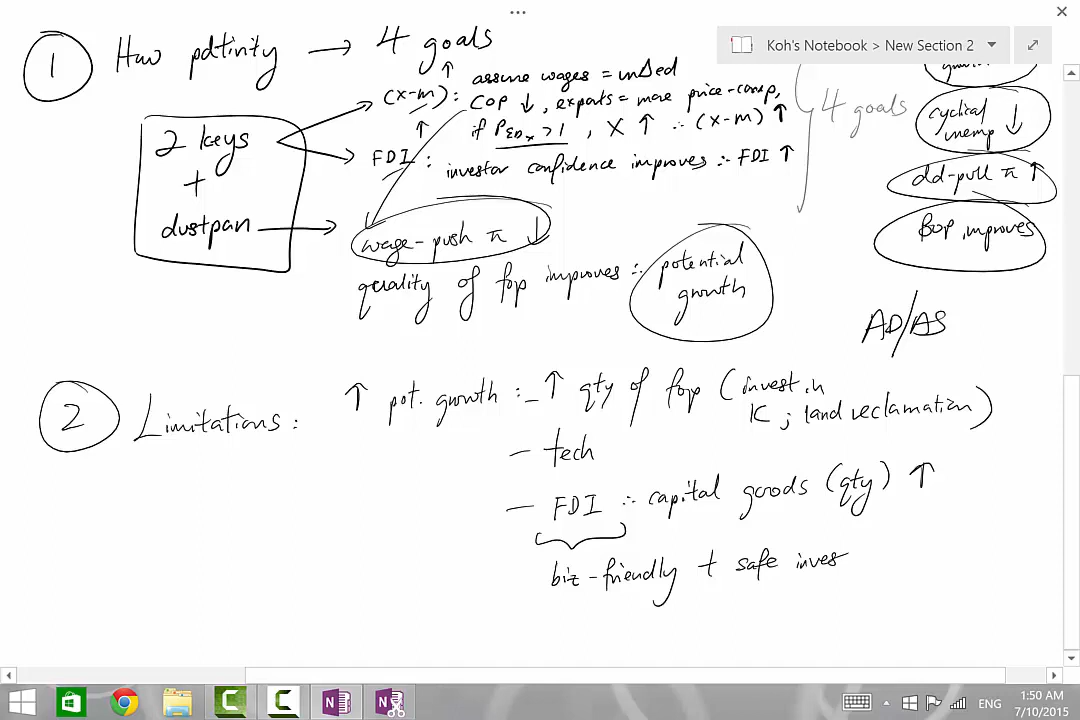 Koh's Notebook > New Section 2
1 How pdtivity → 4 goals
↑ assume wages = unΔed
(x-m): COP ↓, exports = more price-comp,
if PEDx > 1, X ↑ ∴ (x-m) ↑
2 keys
+
dustpan
↑ FDI: investor confidence improves ∴ FDI ↑
wage-push π ↓
quality of fop improves ∴ potential
growth
4 goals
cyclical
unemp ↓
dd-pull π ↑
BOP improves
AD/AS
2 Limitations: ↑ pot. growth: - ↑ qty of fop (invest. in
K; land reclamation)
- tech
- FDI ∴ capital goods (qty) ↑
biz-friendly + safe inves
ENG
1:50 AM
7/10/2015